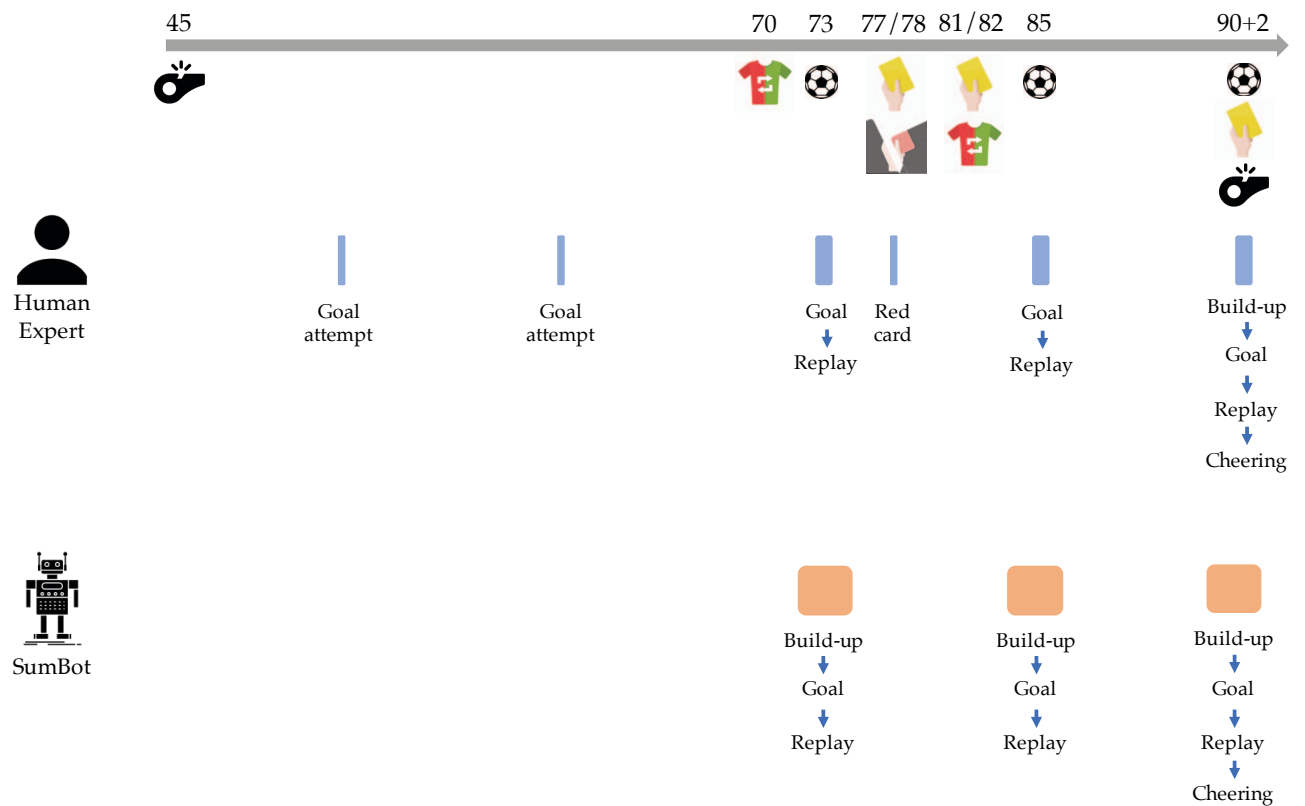 45 70 73 77/78 81/82 85 90+2
Human
Expert
Goal
attempt
Goal
attempt
Goal
Replay
Red
card
Goal
Replay
Build-up
Goal
Replay
Cheering
SumBot
Build-up
Goal
Replay
Build-up
Goal
Replay
Build-up
Goal
Replay
Cheering